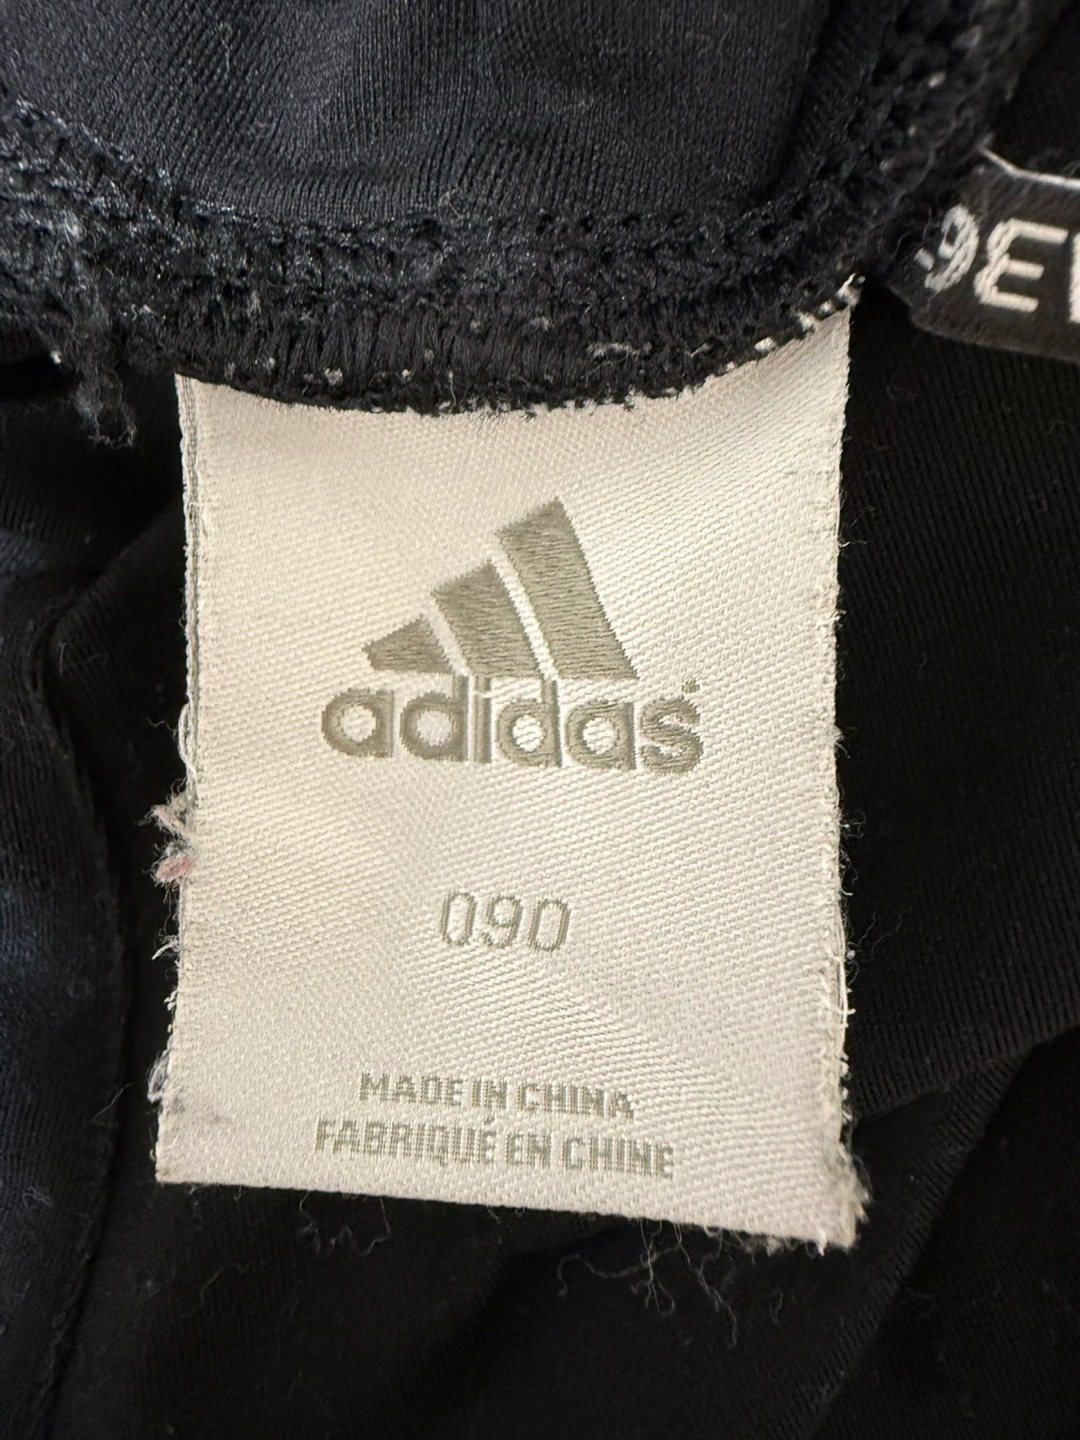 adidas
090
MADE IN CHINA
FABRIQUÉ EN CHINE